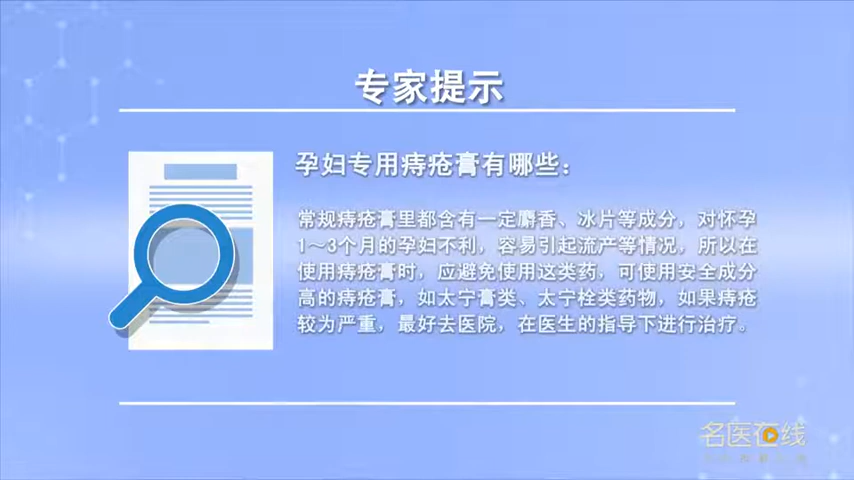 专家提示
孕妇专用痔疮膏有哪些：
常规痔疮膏里都含有一定麝香、冰片等成分，对怀孕
1～3个月的孕妇不利，容易引起流产等情况，所以在
使用痔疮膏时，应避免使用这类药，可使用安全成分
高的痔疮膏，如太宁膏类、太宁栓类药物，如果痔疮
较为严重，最好去医院，在医生的指导下进行治疗。
名医在线